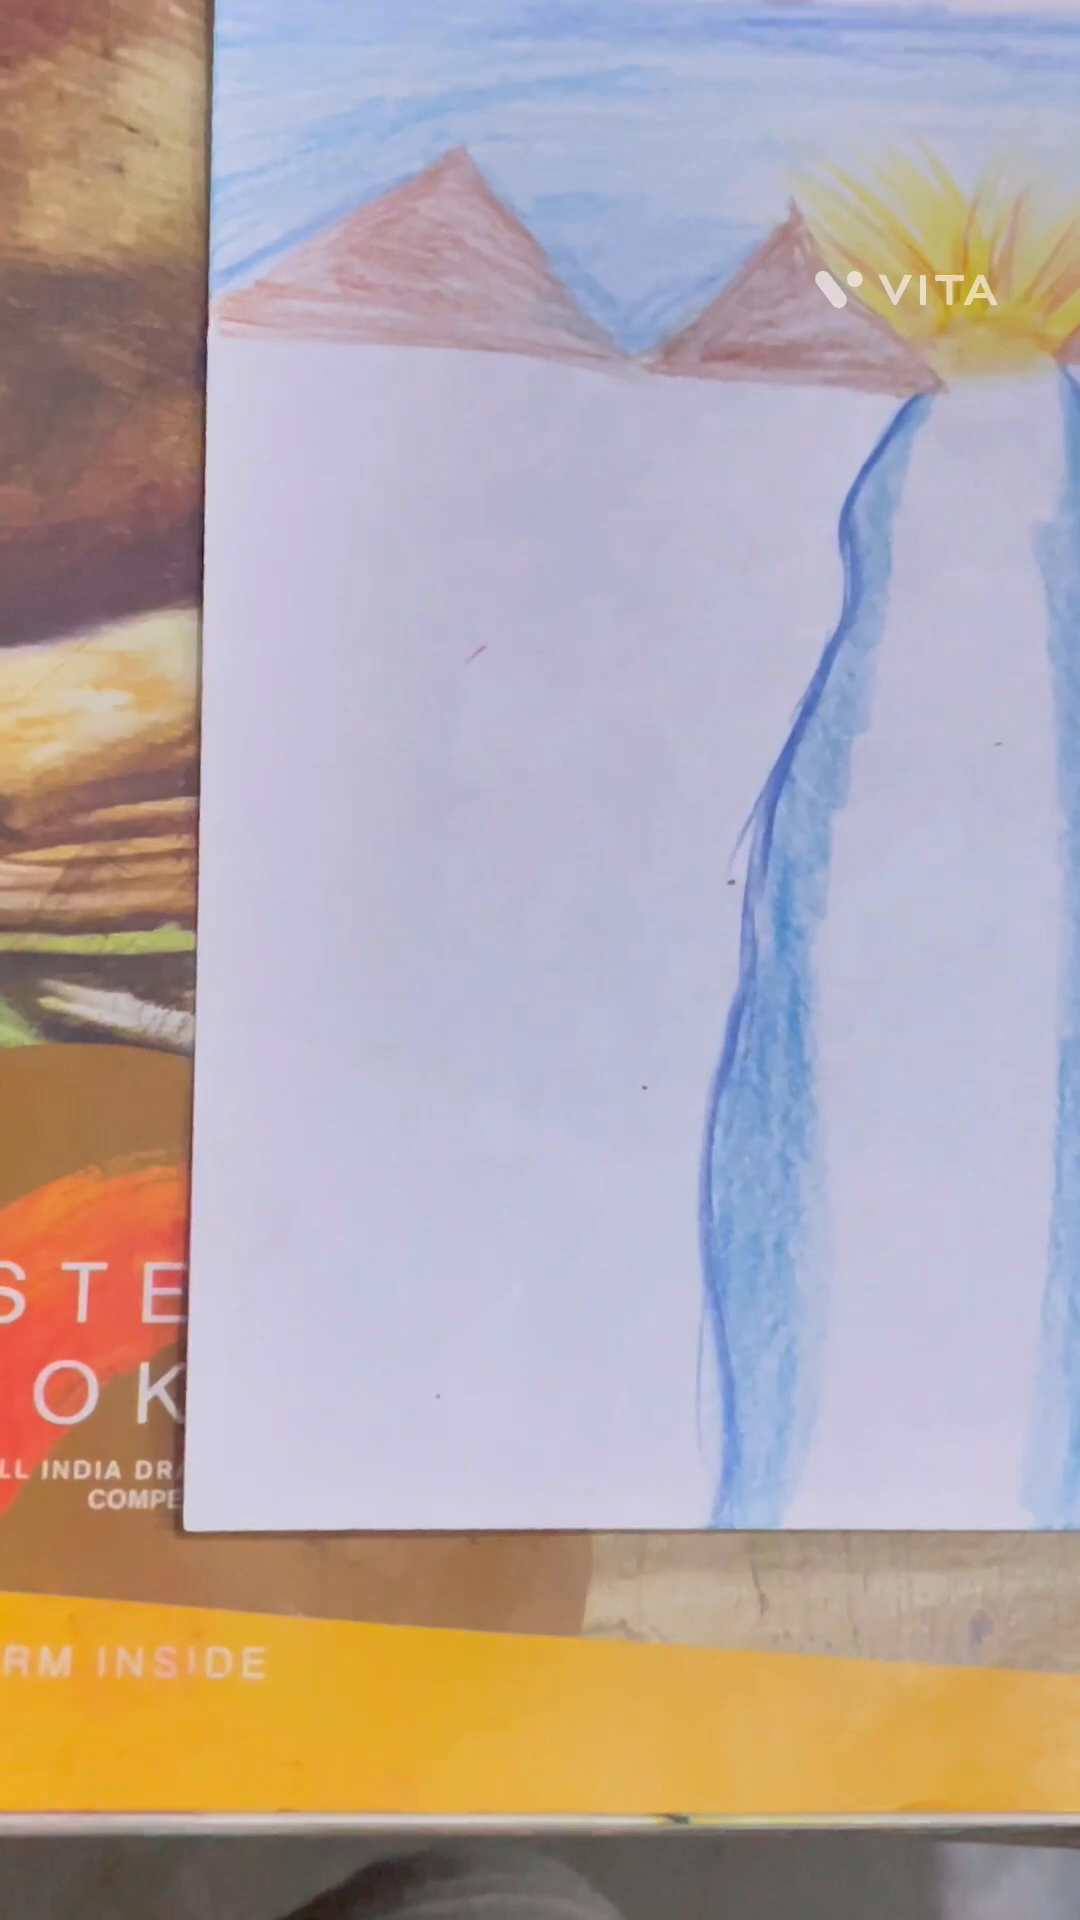 VITA
STE
OK
LL INDIA DRA
COMPE
RM INSIDE